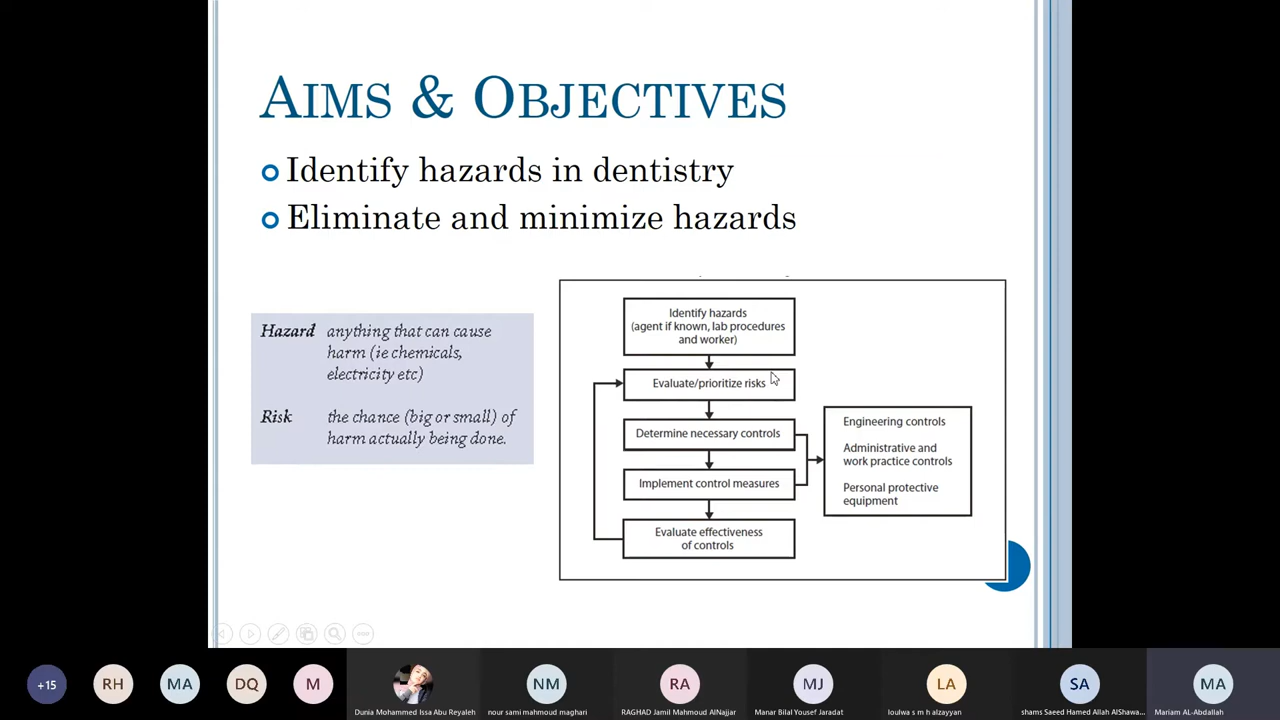 AIMS & OBJECTIVES
Identify hazards in dentistry
Eliminate and minimize hazards
Hazard anything that can cause
harm (ie chemicals,
electricity etc)
Risk the chance (big or small) of
harm actually being done.
Identify hazards
(agent if known, lab procedures
and worker)
Evaluate/prioritize risks
Determine necessary controls
Implement control measures
Evaluate effectiveness
of controls
Engineering controls
Administrative and
work practice controls
Personal protective
equipment
+15
RH
MA
DQ
M
NM
RA
MJ
LA
SA
MA
Dunia Mohammed Issa Abu Reyaleh
nour sami mahmoud maghari
RAGHAD Jamil Mahmoud AlNajjar
Manar Bilal Yousef Jaradat
loulwa s m h alzayyan
shams Saeed Hamed Allah AlShawa...
Mariam AL-Abdallah